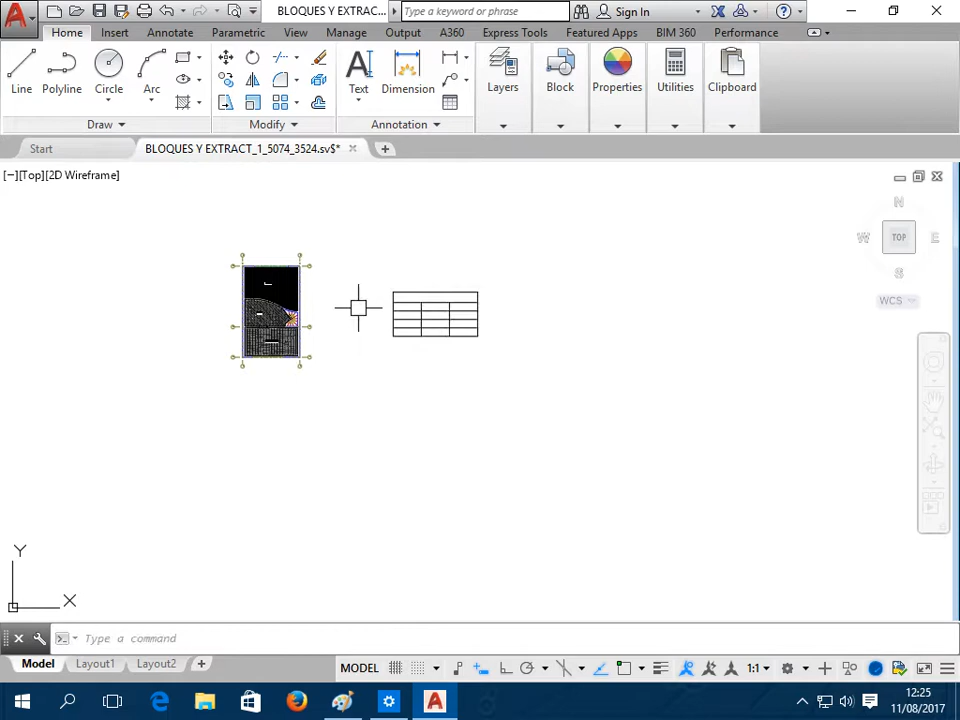 BLOQUES Y EXTRACT...
Type a keyword or phrase
Sign In
Home
Insert
Annotate
Parametric
View
Manage
Output
A360
Express Tools
Featured Apps
BIM 360
Performance
Line
Polyline
Circle
Arc
Text
Dimension
Layers
Block
Properties
Utilities
Clipboard
Draw
Modify
Annotation
Start
BLOQUES Y EXTRACT_1_5074_3524.sv$*
[−][Top][2D Wireframe]
N
W
TOP
E
S
WCS
Y
X
Type a command
Model
Layout1
Layout2
MODEL
1:1
12:25
11/08/2017